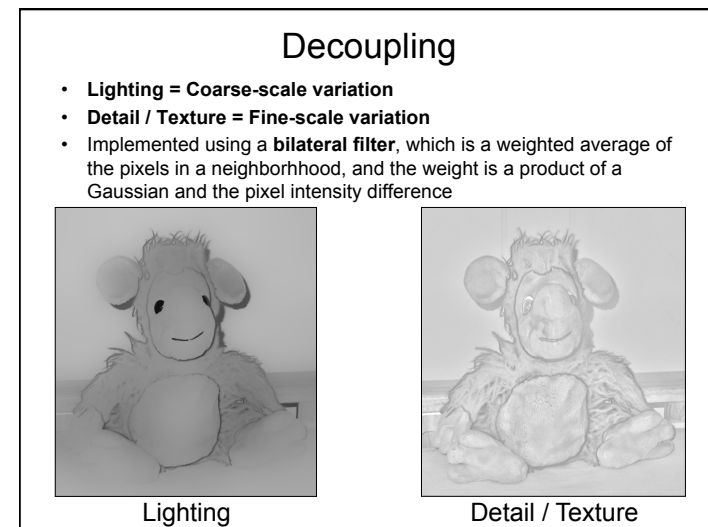 Decoupling
• Lighting = Coarse-scale variation
• Detail / Texture = Fine-scale variation
• Implemented using a bilateral filter, which is a weighted average of
the pixels in a neighborhhood, and the weight is a product of a
Gaussian and the pixel intensity difference
Lighting Detail / Texture